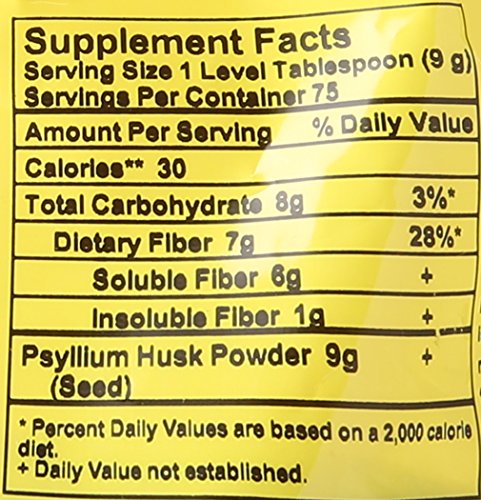 Supplement Facts
Serving Size 1 Level Tablespoon (9 g)
Servings Per Container 75
Amount Per Serving % Daily Value
Calories** 30
Total Carbohydrate 8g 3%*
Dietary Fiber 7g 28%*
Soluble Fiber 6g +
Insoluble Fiber 1g +
Psyllium Husk Powder 9g +
(Seed)
* Percent Daily Values are based on a 2,000 calorie
diet.
+ Daily Value not established.